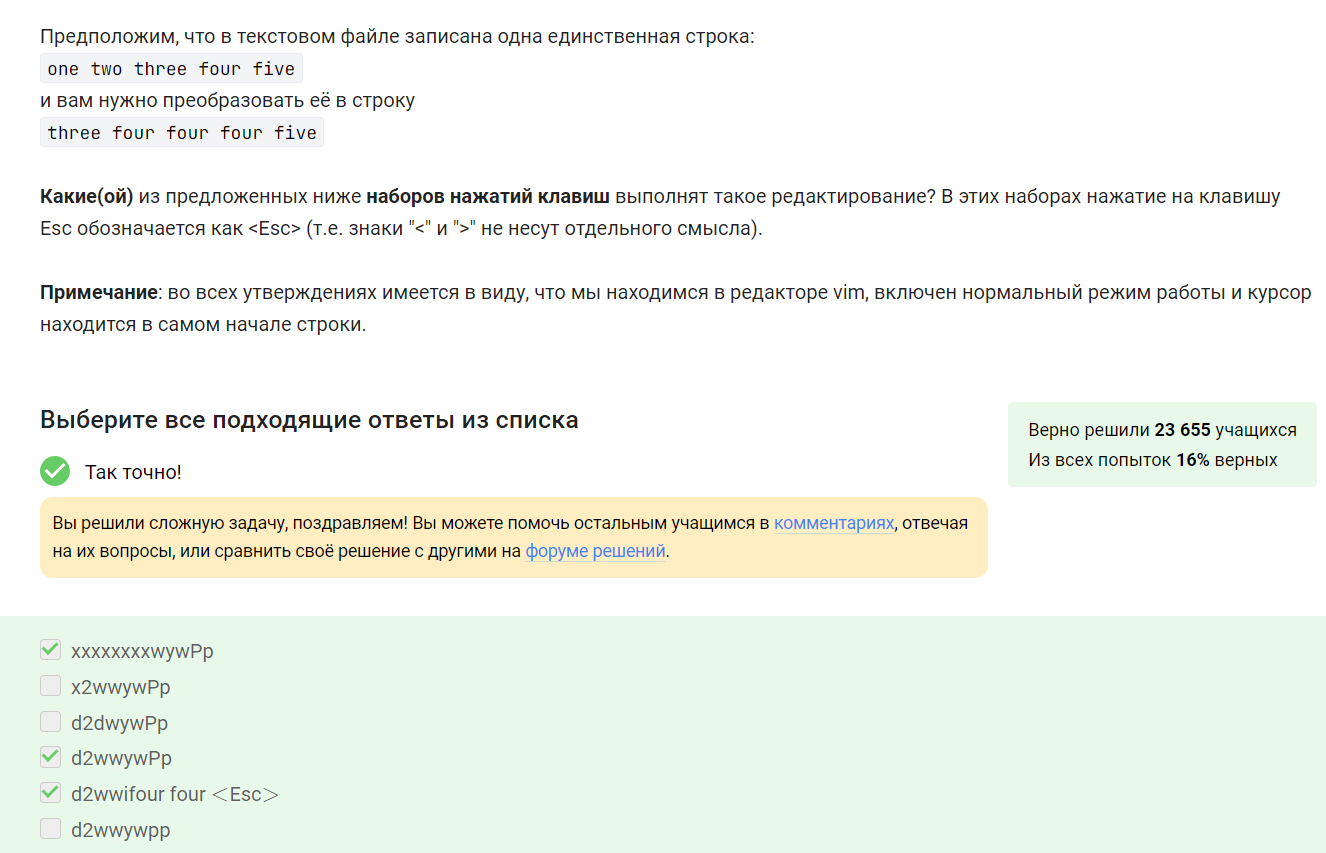 Предположим, что в текстовом файле записана одна единственная строка:
one two three four five
и вам нужно преобразовать её в строку
three four four four five
Какие(ой) из предложенных ниже наборов нажатий клавиш выполнят такое редактирование? В этих наборах нажатие на клавишу
Esc обозначается как <Esc> (т.е. знаки "<" и ">" не несут отдельного смысла).
Примечание: во всех утверждениях имеется в виду, что мы находимся в редакторе vim, включен нормальный режим работы и курсор
находится в самом начале строки.
Выберите все подходящие ответы из списка
Верно решили 23 655 учащихся
Из всех попыток 16% верных
Так точно!
Вы решили сложную задачу, поздравляем! Вы можете помочь остальным учащимся в комментариях, отвечая
на их вопросы, или сравнить своё решение с другими на форуме решений.
xxxxxxxxwywPp
x2wwywPp
d2dwywPp
d2wwywPp
d2wwifour four <Esc>
d2wwywpp